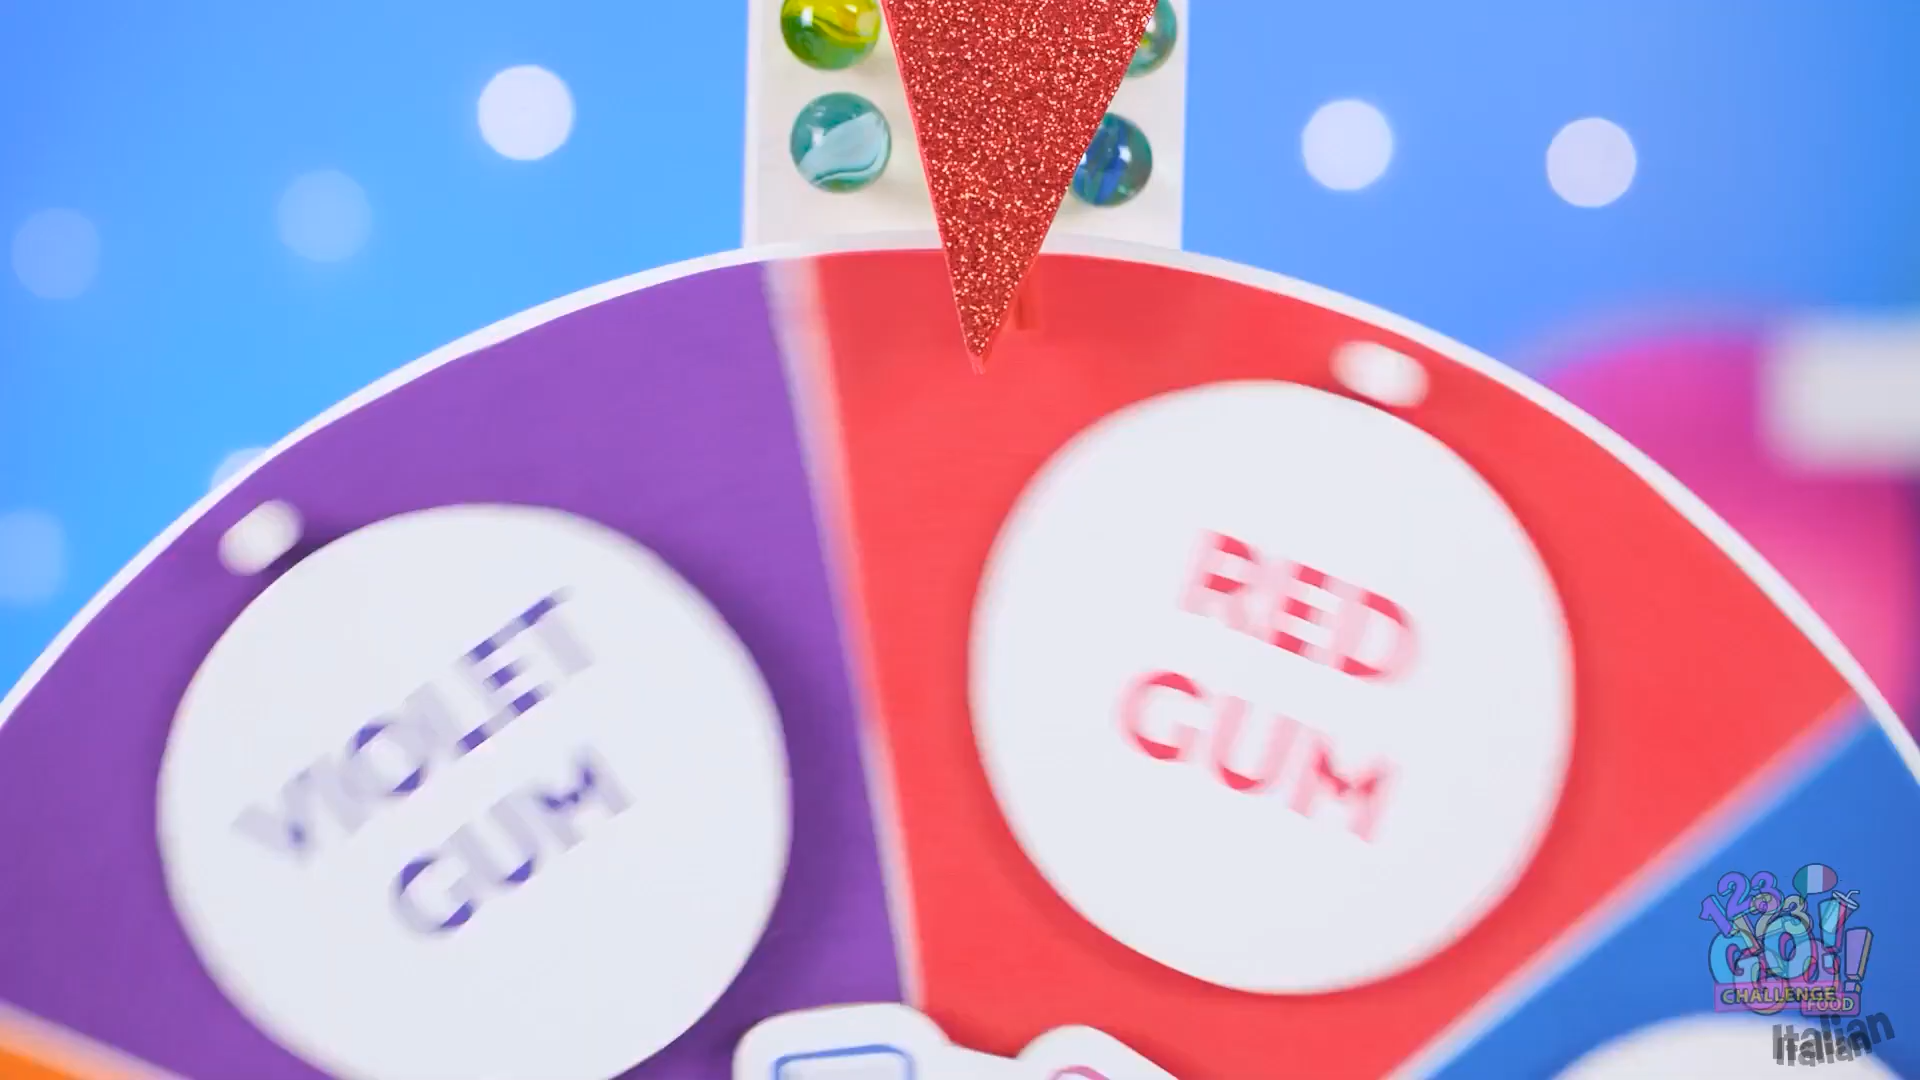 VIOLET
GUM
RED
GUM
123
GO!
CHALLENGE
FOOD
Italian